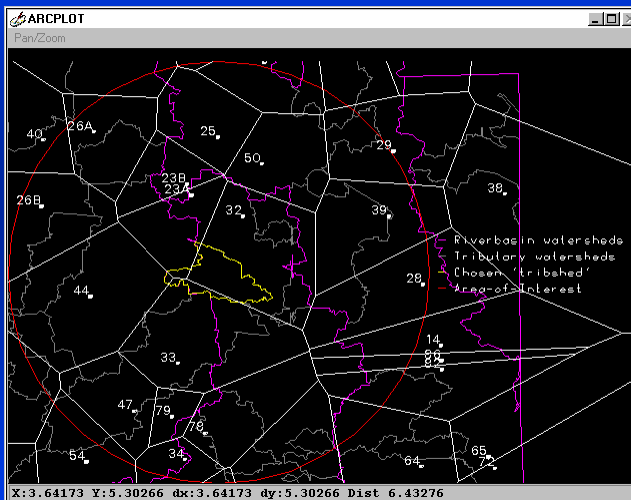 ARCPLOT
Pan/Zoom
26A
40
25
50
29
23B
23A
26B
32
39
38
Riverbasin watersheds
Tributary watersheds
Chosen 'tribshed'
Area-of-Interest
28
44
14
33
47
79
78
54
34
64
65
72
X:3.64173 Y:5.30266 dx:3.64173 dy:5.30266 Dist 6.43276